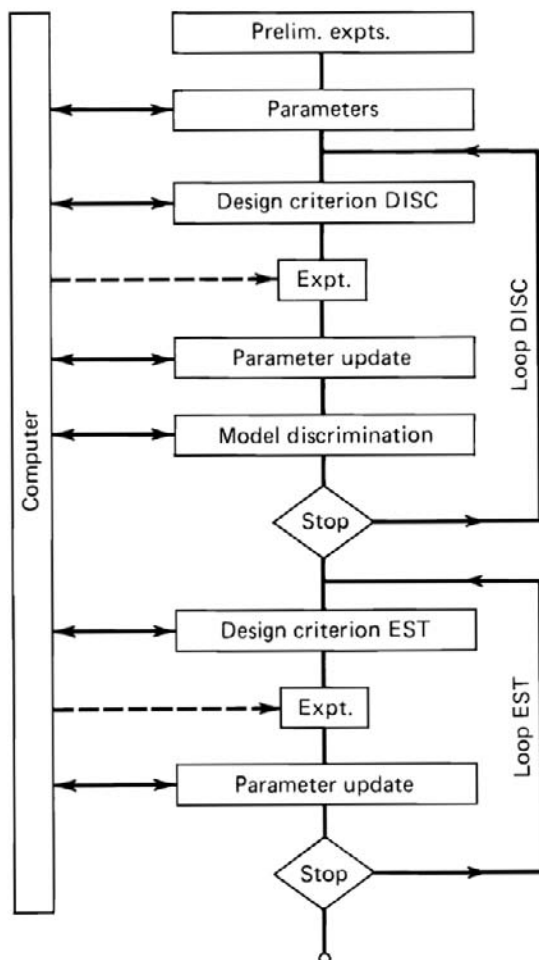 Prelim. expts.
Parameters
Design criterion DISC
Expt.
Parameter update
Model discrimination
Stop
Loop DISC
Computer
Design criterion EST
Expt.
Parameter update
Stop
Loop EST